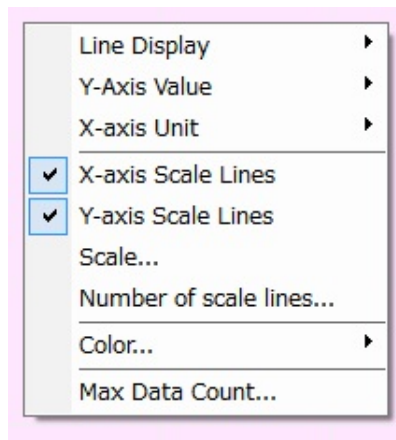 Line Display
Y-Axis Value
X-axis Unit
X-axis Scale Lines
Y-axis Scale Lines
Scale...
Number of scale lines...
Color...
Max Data Count...